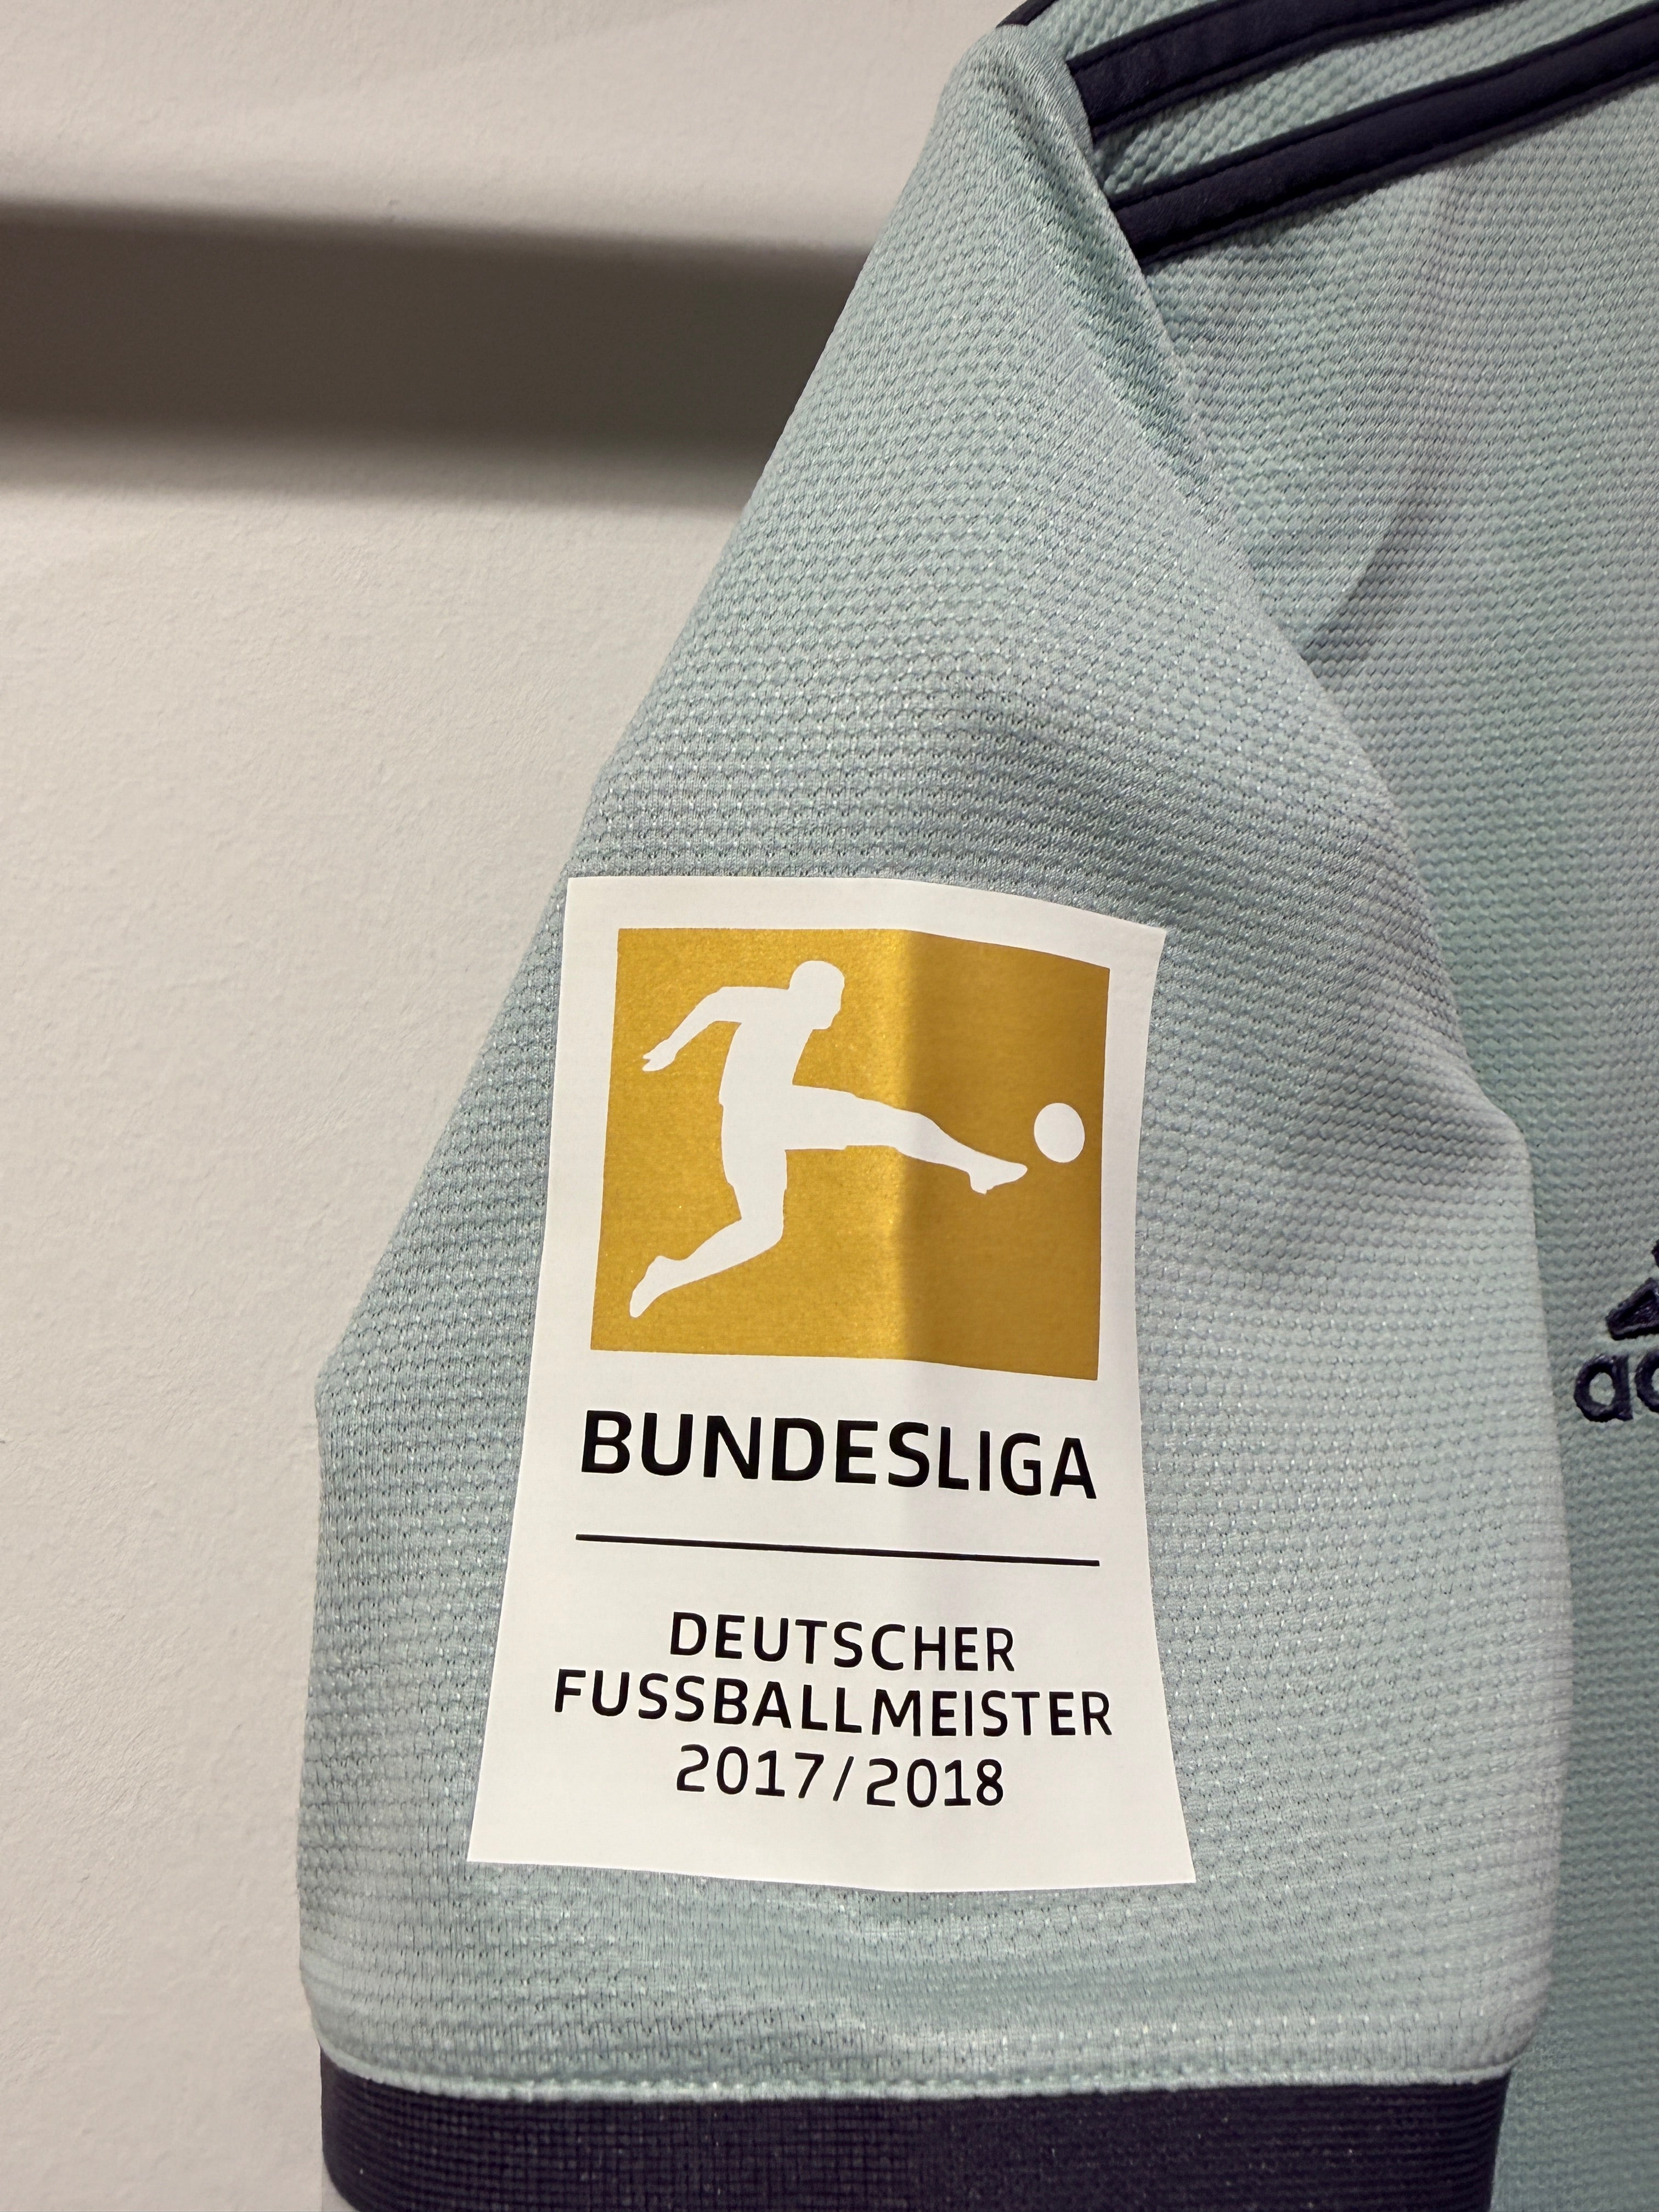 BUNDESLIGA
DEUTSCHER
FUSSBALLMEISTER
2017/2018